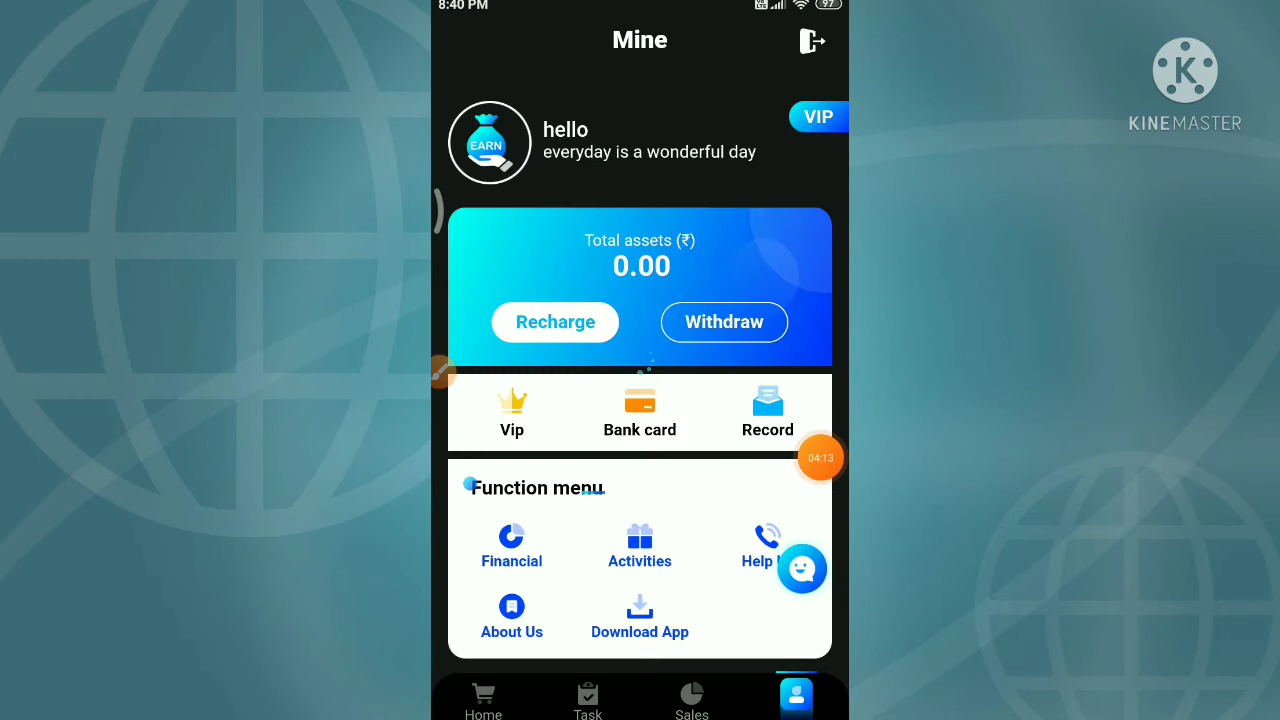 8:40 PM
97
Mine
K
KINEMASTER
VIP
EARN
hello
everyday is a wonderful day
Total assets (₹)
0.00
Recharge
Withdraw
Vip
Bank card
Record
04:13
Function menu
Financial
Activities
Help
About Us
Download App
Home
Task
Sales